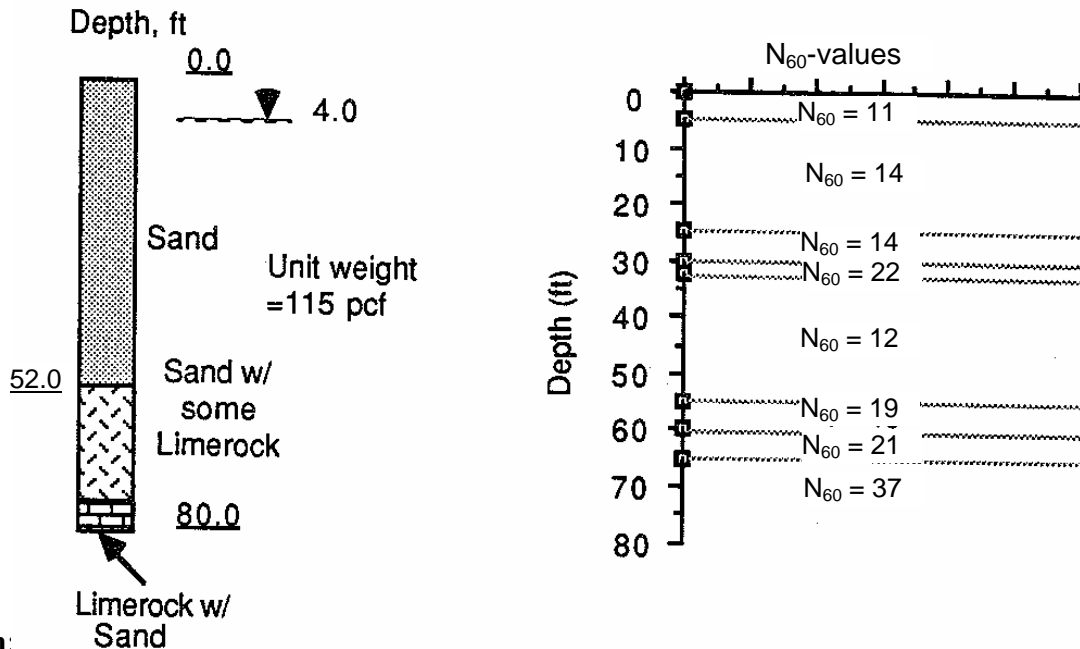 Depth, ft
0.0
4.0
Sand
Unit weight
=115 pcf
52.0
Sand w/
some
Limerock
80.0
Limerock w/
Sand
N60-values
Depth (ft)
0
10
20
30
40
50
60
70
80
N60 = 11
N60 = 14
N60 = 14
N60 = 22
N60 = 12
N60 = 19
N60 = 21
N60 = 37